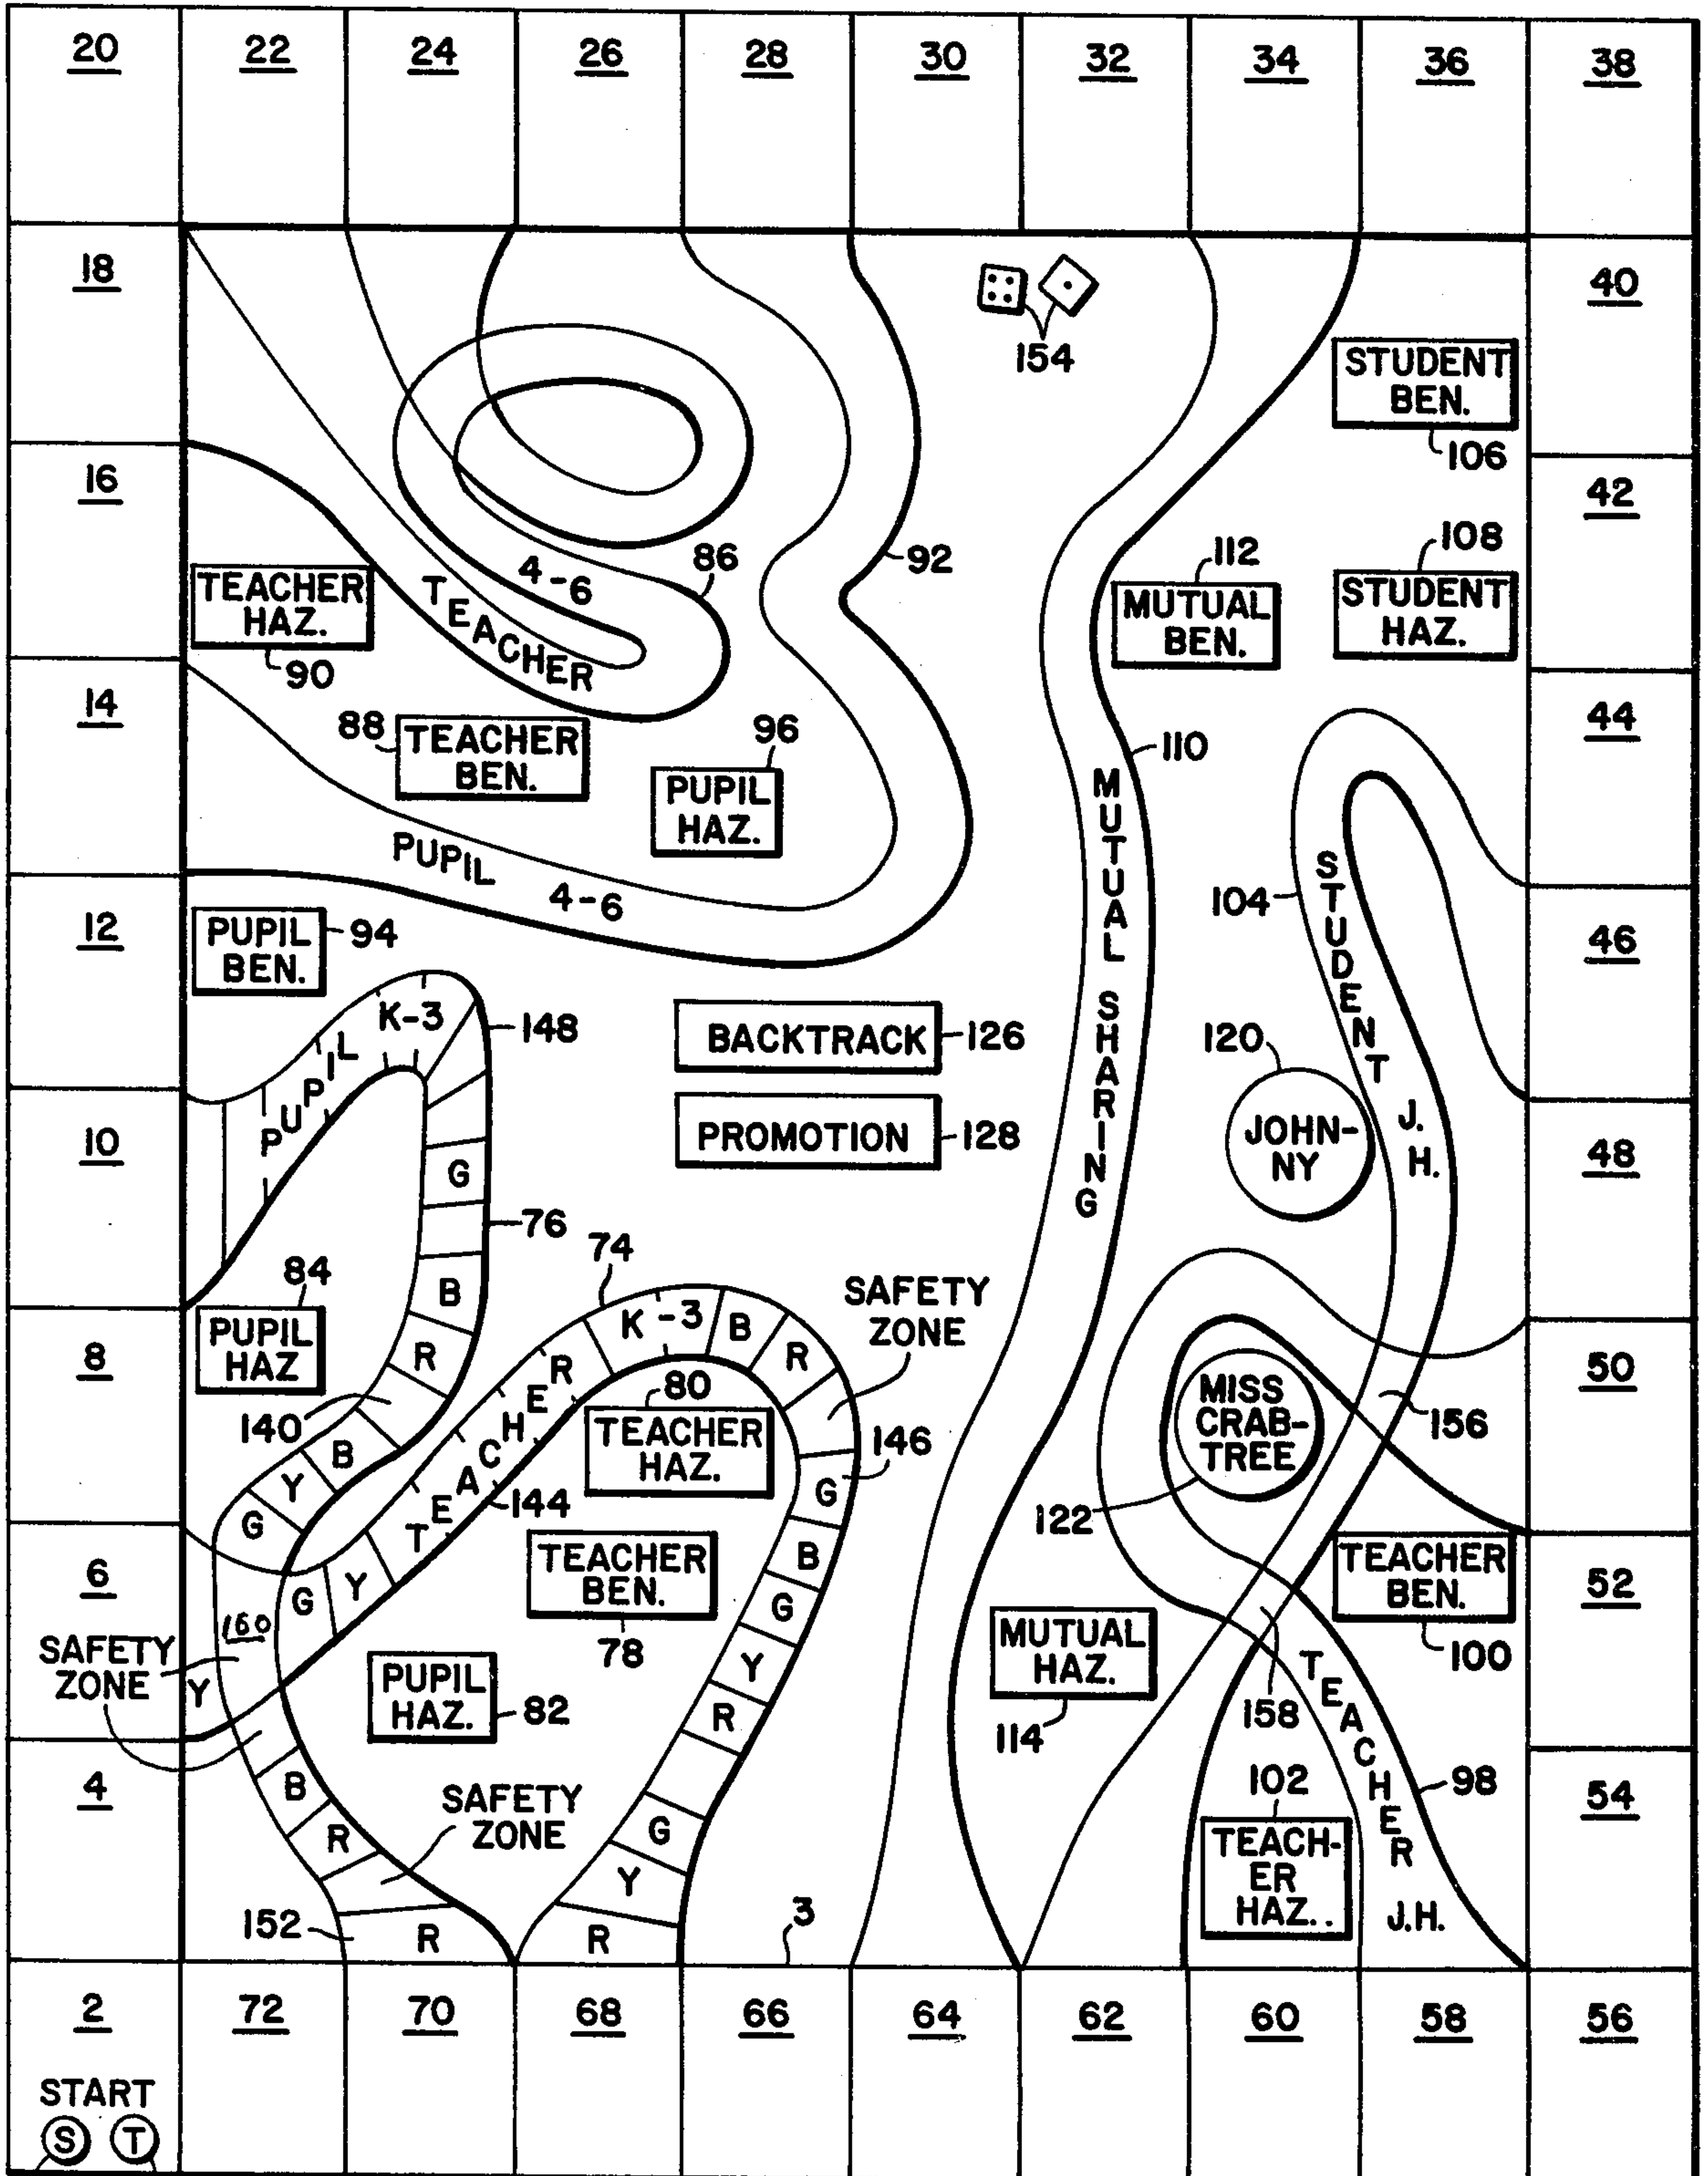 20 22 24 26 28 30 32 34 36 38
18
40
154
STUDENT
BEN.
106
16
42
92
86
112
108
4-6
TEACHER
HAZ.
90
TEACHER
MUTUAL
BEN.
STUDENT
HAZ.
14
44
88
TEACHER
BEN.
96
PUPIL
HAZ.
110
PUPIL
4-6
104
12
46
PUPIL
BEN.
94
MUTUAL SHARING
STUDENT
J.
H.
K-3
PUPIL
148
BACKTRACK
126
PROMOTION
128
120
JOHN-
NY
10
48
G
76
B
R
84
PUPIL
HAZ
74
K-3
B
R
SAFETY
ZONE
8
50
140
B
Y
G
TEACHER
80
TEACHER
HAZ.
144
146
G
B
G
Y
R
G
Y
R
MISS
CRAB-
TREE
122
156
6
52
G
Y
160
TEACHER
BEN.
78
TEACHER
BEN.
100
SAFETY
ZONE
Y
PUPIL
HAZ.
82
MUTUAL
HAZ.
114
158
TEACHER
J.H.
98
4
54
B
R
SAFETY
ZONE
102
TEACH-
ER
HAZ..
152
R
3
2 72 70 68 66 64 62 60 58 56
START
S T